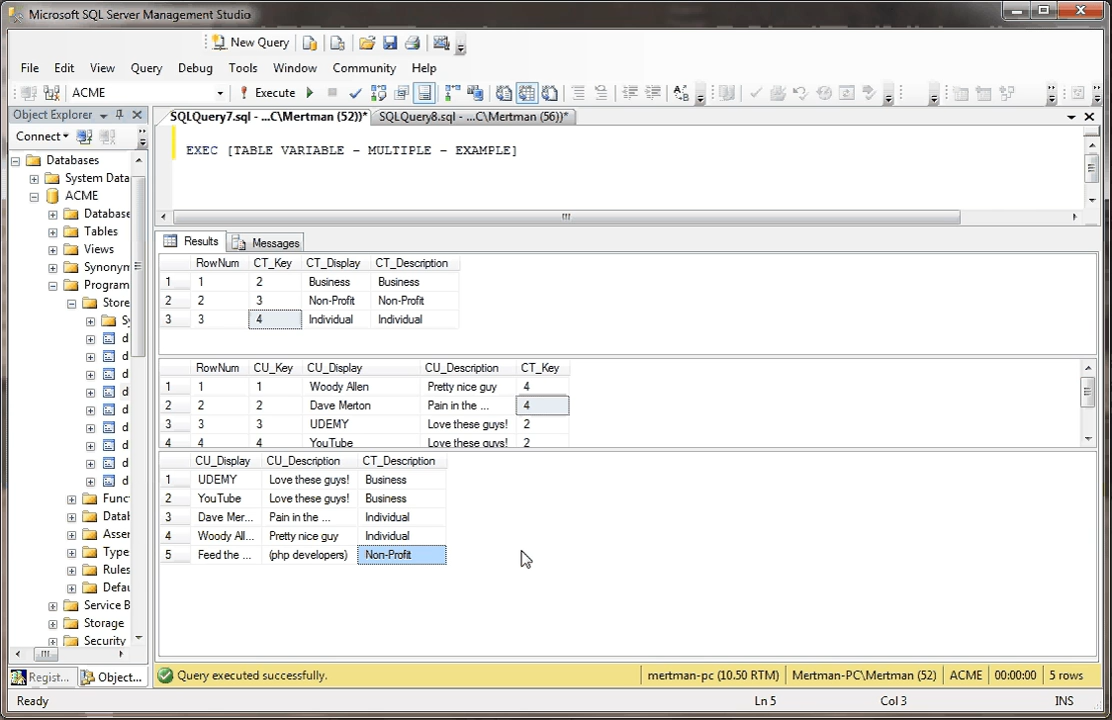 Microsoft SQL Server Management Studio
New Query
File Edit View Query Debug Tools Window Community Help
ACME Execute
Object Explorer
SQLQuery7.sql - ...C\Mertman (52))* SQLQuery8.sql - ...C\Mertman (56))*
Connect
EXEC [TABLE VARIABLE - MULTIPLE - EXAMPLE]
Databases
System Data
ACME
Database
Tables
Views
Synonym
Program
Store
Sy
d
d
d
d
d
d
d
d
d
Func
Datal
Asser
Type
Rules
Defau
Service B
Storage
Security
Results Messages
RowNum CT_Key CT_Display CT_Description
1 1 2 Business Business
2 2 3 Non-Profit Non-Profit
3 3 4 Individual Individual
RowNum CU_Key CU_Display CU_Description CT_Key
1 1 1 Woody Allen Pretty nice guy 4
2 2 2 Dave Merton Pain in the ... 4
3 3 3 UDEMY Love these guys! 2
4 4 4 YouTube Love these guys! 2
CU_Display CU_Description CT_Description
1 UDEMY Love these guys! Business
2 YouTube Love these guys! Business
3 Dave Mer... Pain in the ... Individual
4 Woody All... Pretty nice guy Individual
5 Feed the ... (php developers) Non-Profit
Regist... Object...
Query executed successfully. mertman-pc (10.50 RTM) Mertman-PC\Mertman (52) ACME 00:00:00 5 rows
Ready Ln 5 Col 3 INS